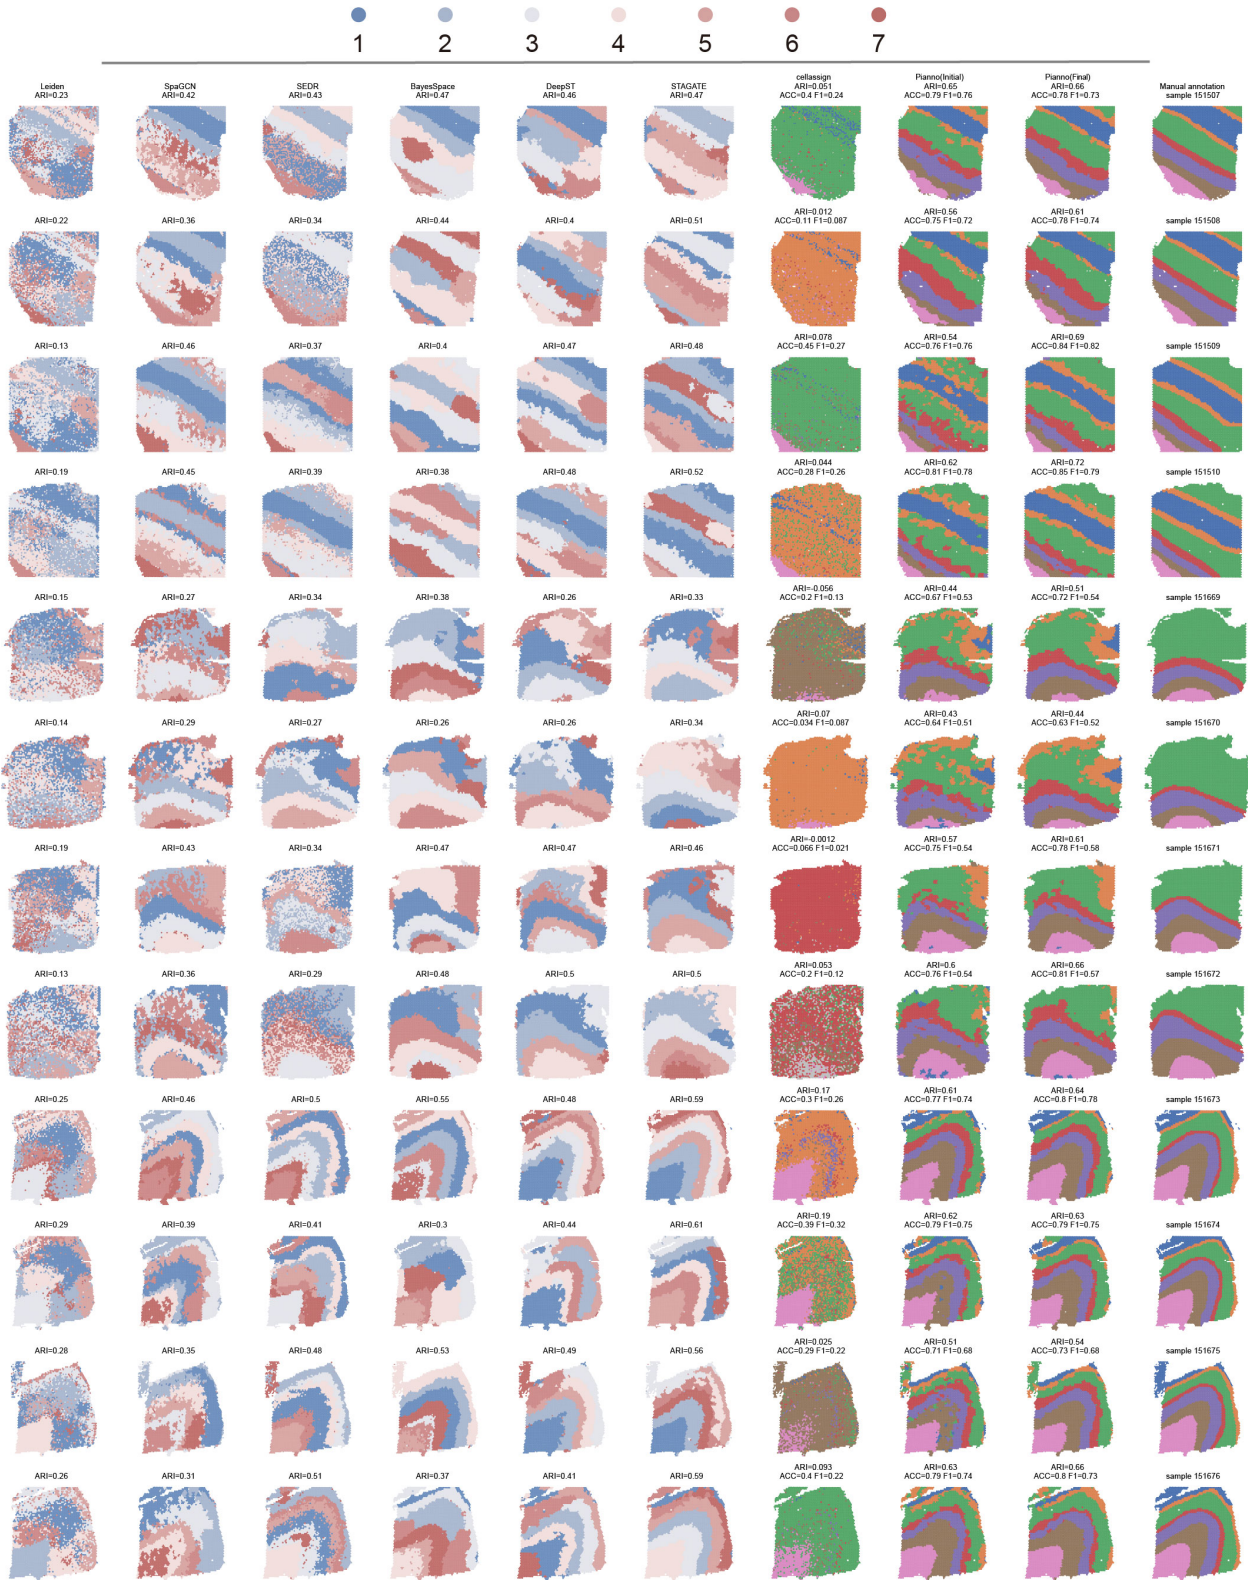 1 2 3 4 5 6 7
Leiden SpaGCN SEDR BayesSpace DeepST STAGATE cellassign Pianno(Initial) Pianno(Final) Manual annotation
ARI=0.23 ARI=0.42 ARI=0.43 ARI=0.47 ARI=0.46 ARI=0.47 ARI=0.051 ARI=0.65 ARI=0.66 sample 151507
ACC=0.4 F1=0.24 ACC=0.79 F1=0.76 ACC=0.78 F1=0.73
ARI=0.22 ARI=0.36 ARI=0.34 ARI=0.44 ARI=0.4 ARI=0.51 ARI=0.012 ARI=0.56 ARI=0.61 sample 151508
ACC=0.11 F1=0.087 ACC=0.75 F1=0.72 ACC=0.78 F1=0.74
ARI=0.13 ARI=0.46 ARI=0.37 ARI=0.4 ARI=0.47 ARI=0.48 ARI=0.078 ARI=0.54 ARI=0.69 sample 151509
ACC=0.45 F1=0.27 ACC=0.76 F1=0.76 ACC=0.84 F1=0.82
ARI=0.19 ARI=0.45 ARI=0.39 ARI=0.38 ARI=0.48 ARI=0.52 ARI=0.044 ARI=0.62 ARI=0.72 sample 151510
ACC=0.28 F1=0.26 ACC=0.81 F1=0.78 ACC=0.85 F1=0.79
ARI=0.15 ARI=0.27 ARI=0.34 ARI=0.38 ARI=0.26 ARI=0.33 ARI=-0.056 ARI=0.44 ARI=0.51 sample 151669
ACC=0.2 F1=0.13 ACC=0.67 F1=0.53 ACC=0.72 F1=0.54
ARI=0.14 ARI=0.29 ARI=0.27 ARI=0.26 ARI=0.26 ARI=0.34 ARI=0.07 ARI=0.43 ARI=0.44 sample 151670
ACC=0.034 F1=0.087 ACC=0.64 F1=0.51 ACC=0.63 F1=0.52
ARI=0.19 ARI=0.43 ARI=0.34 ARI=0.47 ARI=0.47 ARI=0.46 ARI=-0.0012 ARI=0.57 ARI=0.61 sample 151671
ACC=0.066 F1=0.021 ACC=0.75 F1=0.54 ACC=0.78 F1=0.58
ARI=0.13 ARI=0.36 ARI=0.29 ARI=0.48 ARI=0.5 ARI=0.5 ARI=0.053 ARI=0.6 ARI=0.66 sample 151672
ACC=0.2 F1=0.12 ACC=0.76 F1=0.54 ACC=0.81 F1=0.57
ARI=0.25 ARI=0.46 ARI=0.5 ARI=0.55 ARI=0.48 ARI=0.59 ARI=0.17 ARI=0.61 ARI=0.64 sample 151673
ACC=0.3 F1=0.26 ACC=0.77 F1=0.74 ACC=0.8 F1=0.78
ARI=0.29 ARI=0.39 ARI=0.41 ARI=0.3 ARI=0.44 ARI=0.61 ARI=0.19 ARI=0.62 ARI=0.63 sample 151674
ACC=0.39 F1=0.32 ACC=0.79 F1=0.75 ACC=0.79 F1=0.75
ARI=0.28 ARI=0.35 ARI=0.48 ARI=0.53 ARI=0.49 ARI=0.56 ARI=0.025 ARI=0.51 ARI=0.54 sample 151675
ACC=0.29 F1=0.22 ACC=0.71 F1=0.68 ACC=0.73 F1=0.68
ARI=0.26 ARI=0.31 ARI=0.51 ARI=0.37 ARI=0.41 ARI=0.59 ARI=0.093 ARI=0.63 ARI=0.66 sample 151676
ACC=0.4 F1=0.22 ACC=0.79 F1=0.74 ACC=0.8 F1=0.73